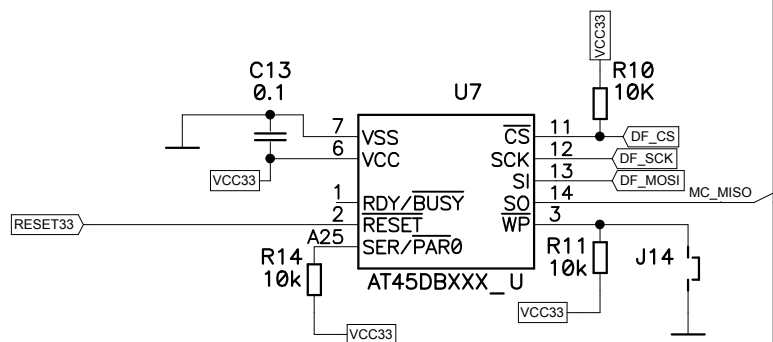 VCC33
C13
0.1
R10
10K
U7
7
VSS
CS
11
DF_CS
6
VCC
SCK
12
DF_SCK
VCC33
SI
13
DF_MOSI
1
RDY/BUSY
SO
14
MC_MISO
RESET33
2
RESET
WP
3
A25
SER/PAR0
R14
10k
R11
10k
J14
AT45DBXXX_U
VCC33
VCC33